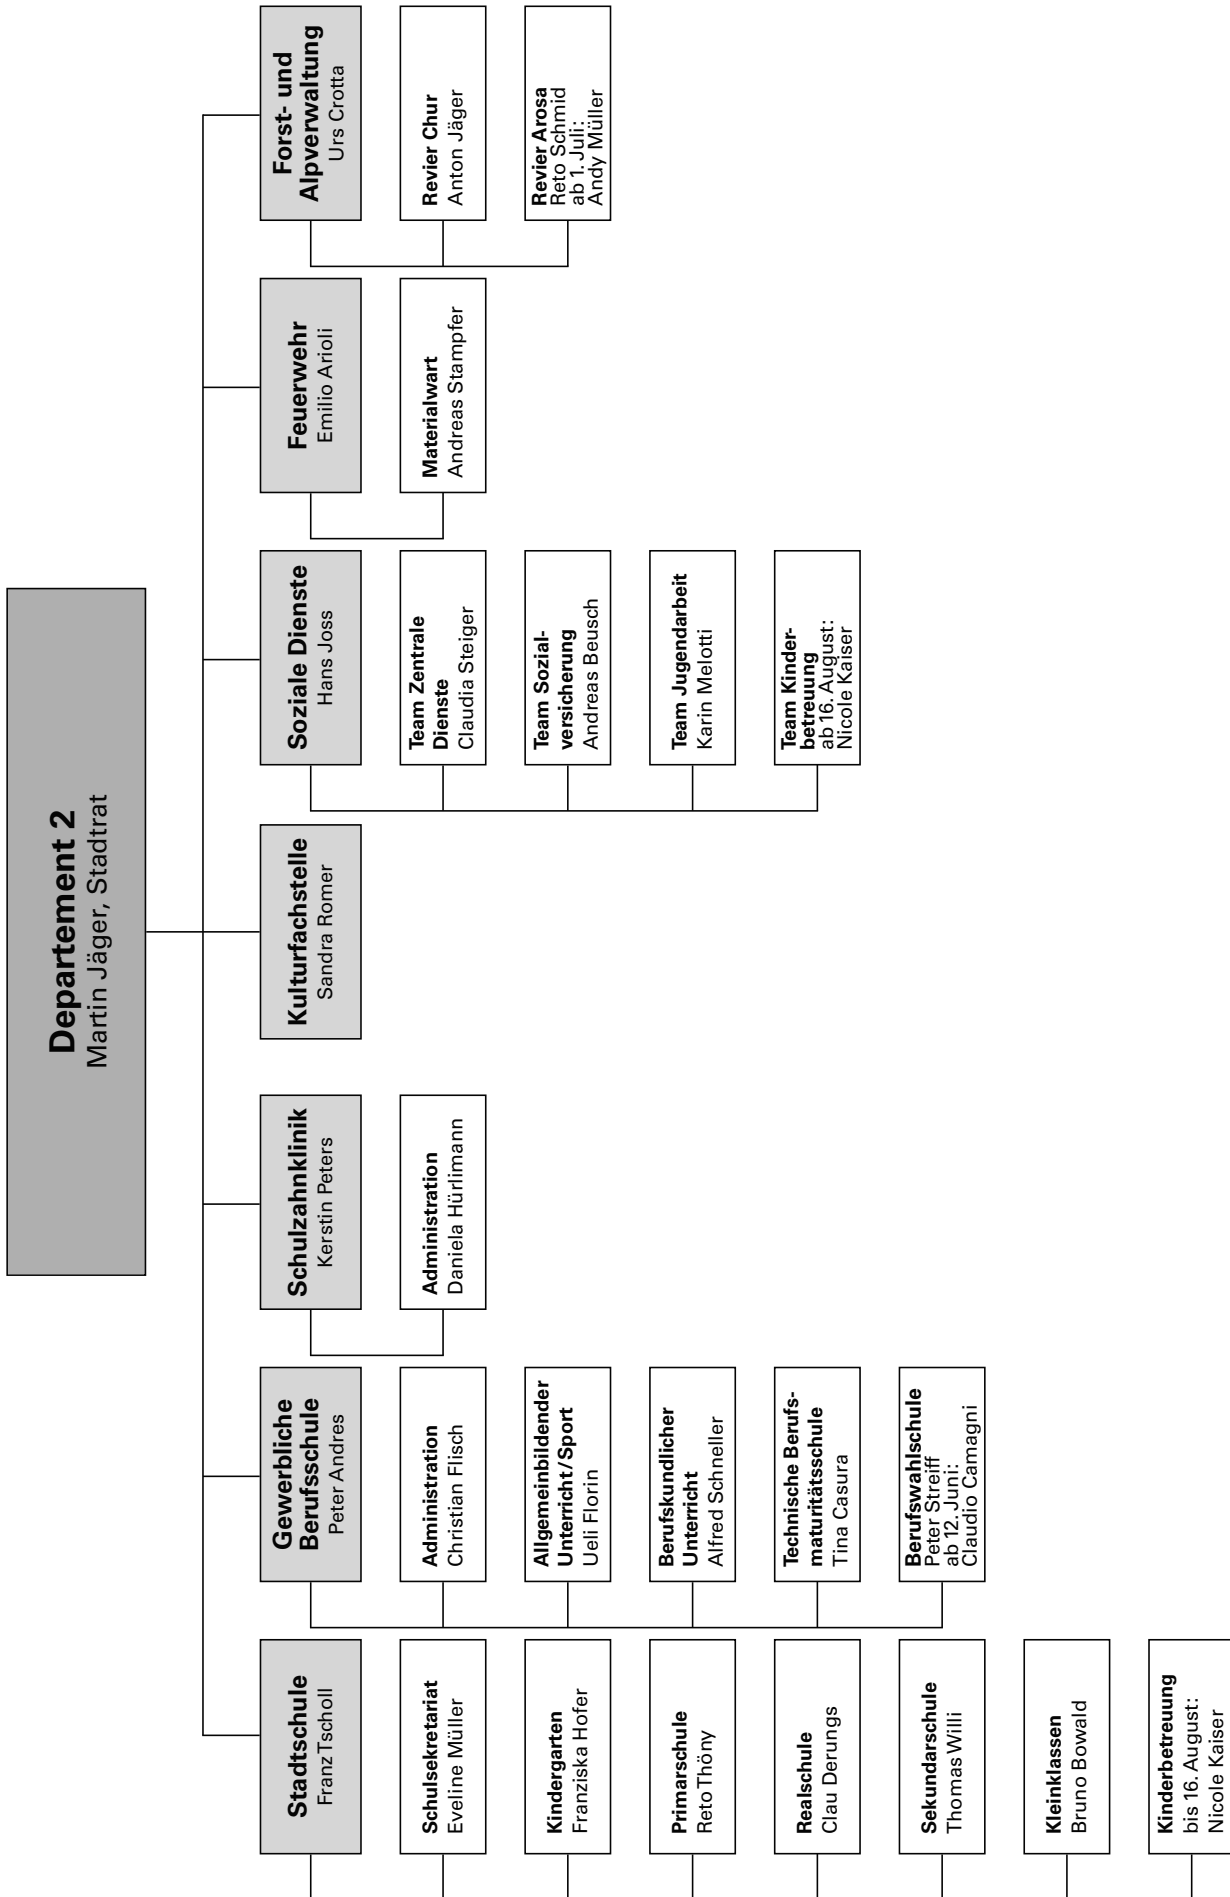 Departement 2
Martin Jäger, Stadtrat
Stadtschule
Franz Tscholl
Schulsekretariat
Eveline Müller
Kindergarten
Franziska Hofer
Primarschule
Reto Thöny
Realschule
Clau Derungs
Sekundarschule
Thomas Willi
Kleinklassen
Bruno Bowald
Kinderbetreuung
bis 16. August:
Nicole Kaiser
Gewerbliche
Berufsschule
Peter Andres
Administration
Christian Flisch
Allgemeinbildender
Unterricht/Sport
Ueli Florin
Berufskundlicher
Unterricht
Alfred Schneller
Technische Berufs-
maturitätsschule
Tina Casura
Berufswahlschule
Peter Streiff
ab 12. Juni:
Claudio Camagni
Schulzahnklinik
Kerstin Peters
Administration
Daniela Hürlimann
Kulturfachstelle
Sandra Romer
Soziale Dienste
Hans Joss
Team Zentrale
Dienste
Claudia Steiger
Team Sozial-
versicherung
Andreas Beusch
Team Jugendarbeit
Karin Melotti
Team Kinder-
betreuung
ab 16. August:
Nicole Kaiser
Feuerwehr
Emilio Arioli
Materialwart
Andreas Stampfer
Forst- und
Alpverwaltung
Urs Crotta
Revier Chur
Anton Jäger
Revier Arosa
Reto Schmid
ab 1. Juli:
Andy Müller